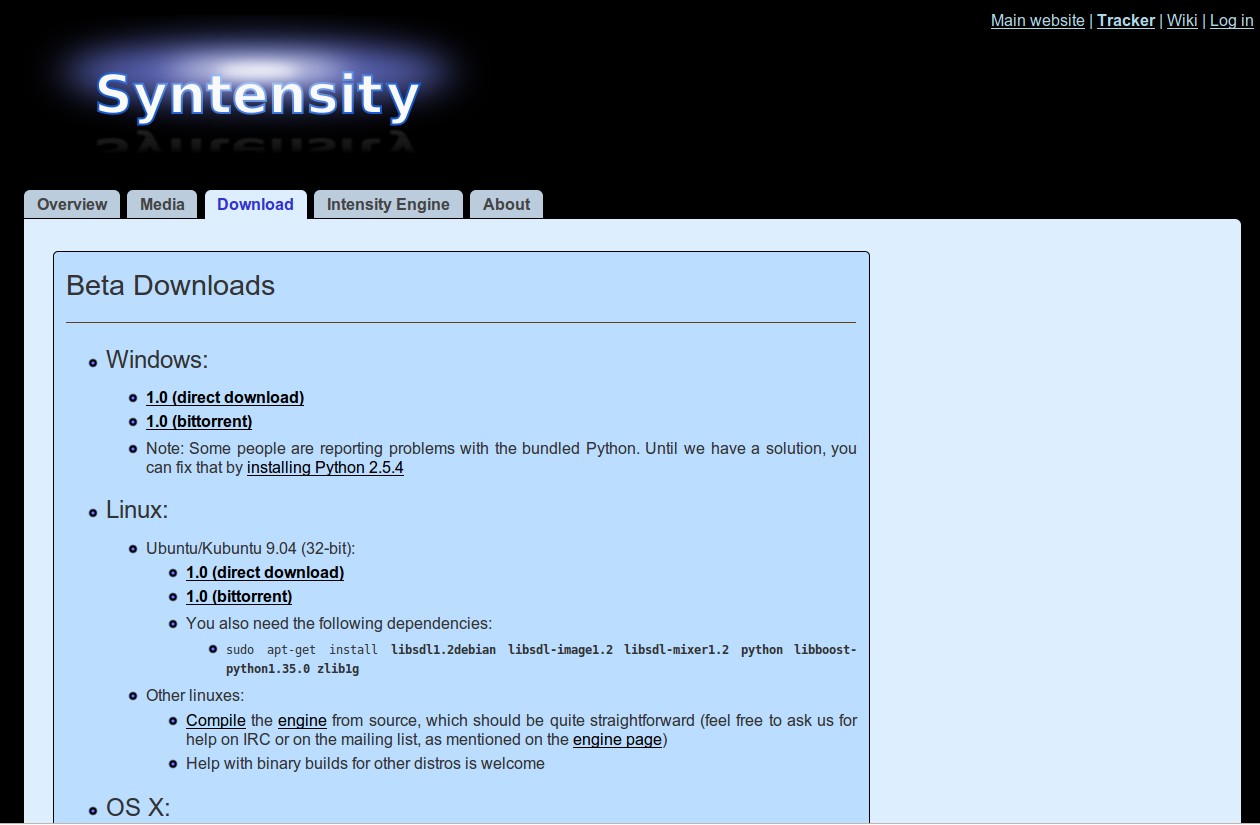 Main website | Tracker | Wiki | Log in
Syntensity
Overview
Media
Download
Intensity Engine
About
Beta Downloads
Windows:
1.0 (direct download)
1.0 (bittorrent)
Note: Some people are reporting problems with the bundled Python. Until we have a solution, you
can fix that by installing Python 2.5.4
Linux:
Ubuntu/Kubuntu 9.04 (32-bit):
1.0 (direct download)
1.0 (bittorrent)
You also need the following dependencies:
sudo apt-get install libsdl1.2debian libsdl-image1.2 libsdl-mixer1.2 python libboost-
python1.35.0 zlib1g
Other linuxes:
Compile the engine from source, which should be quite straightforward (feel free to ask us for
help on IRC or on the mailing list, as mentioned on the engine page)
Help with binary builds for other distros is welcome
OS X: